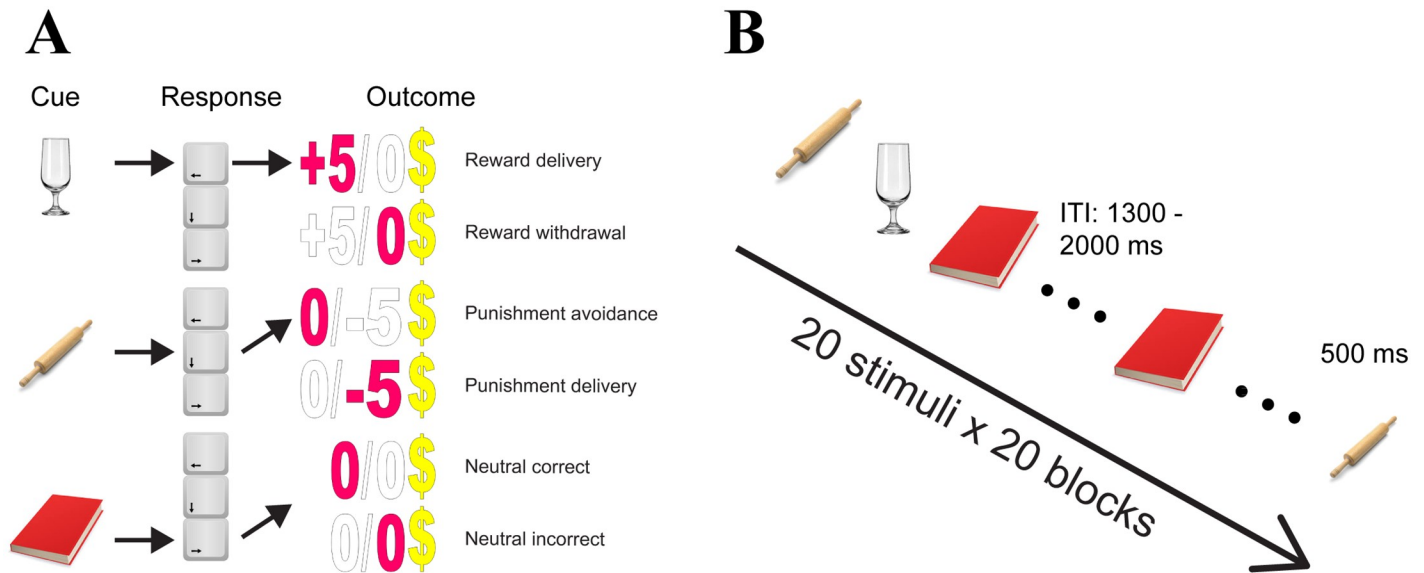 A
Cue Response Outcome
+5/0$ Reward delivery
+5/0$ Reward withdrawal
0/-5$ Punishment avoidance
0/-5$ Punishment delivery
0/0$ Neutral correct
0/0$ Neutral incorrect
←
↓
→
←
↓
→
←
↓
→
B
ITI: 1300 -
2000 ms
500 ms
20 stimuli x 20 blocks